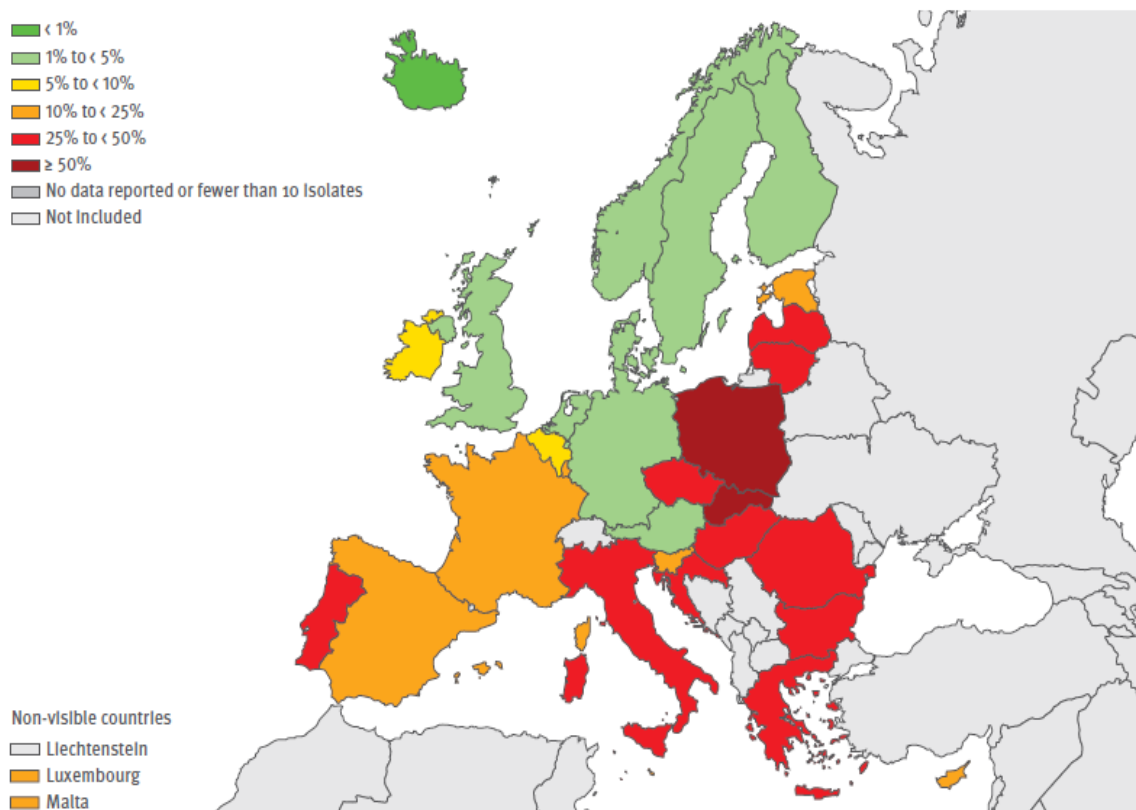 < 1%
1% to < 5%
5% to < 10%
10% to < 25%
25% to < 50%
≥ 50%
No data reported or fewer than 10 isolates
Not included
Non-visible countries
Liechtenstein
Luxembourg
Malta